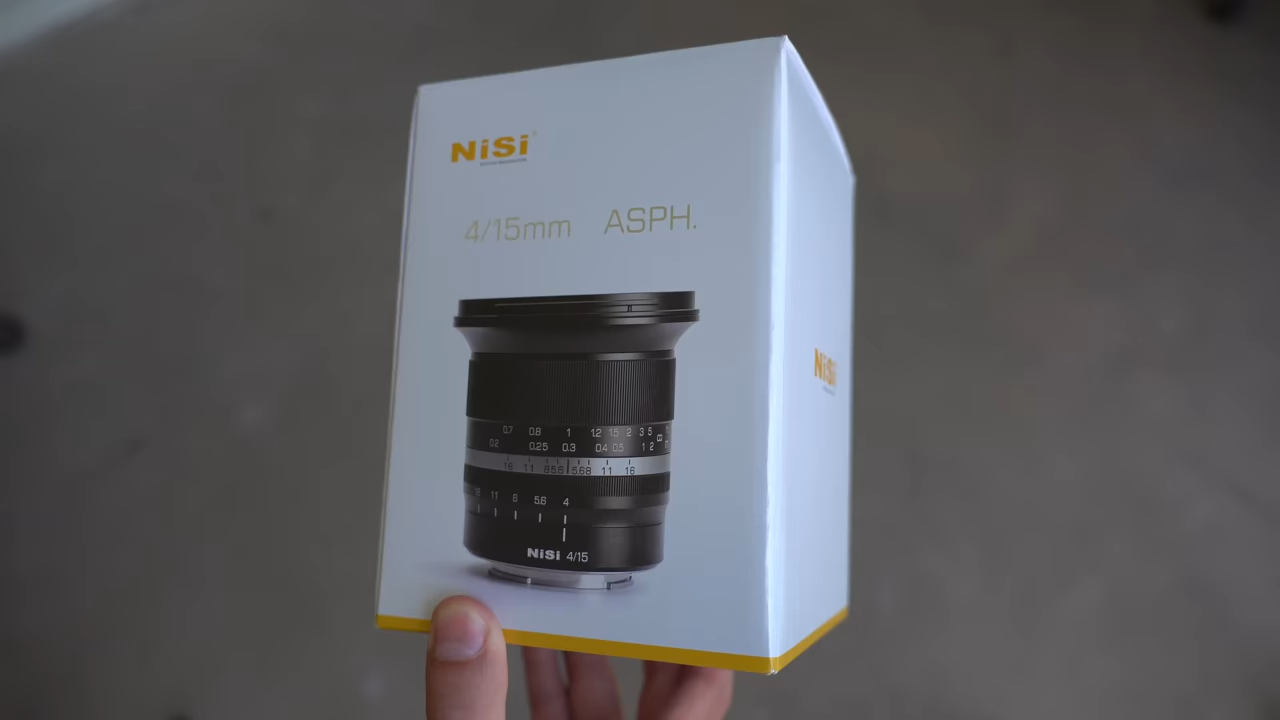 NiSi
4/15mm ASPH.
0.7 0.8 1 1.2 1.5 2 3 5
0.2 0.25 0.3 0.4 0.5 1 2
16 11 8 5.6 5.6 8 11 16
11 8 5.6 4
NiSi 4/15
NiSi